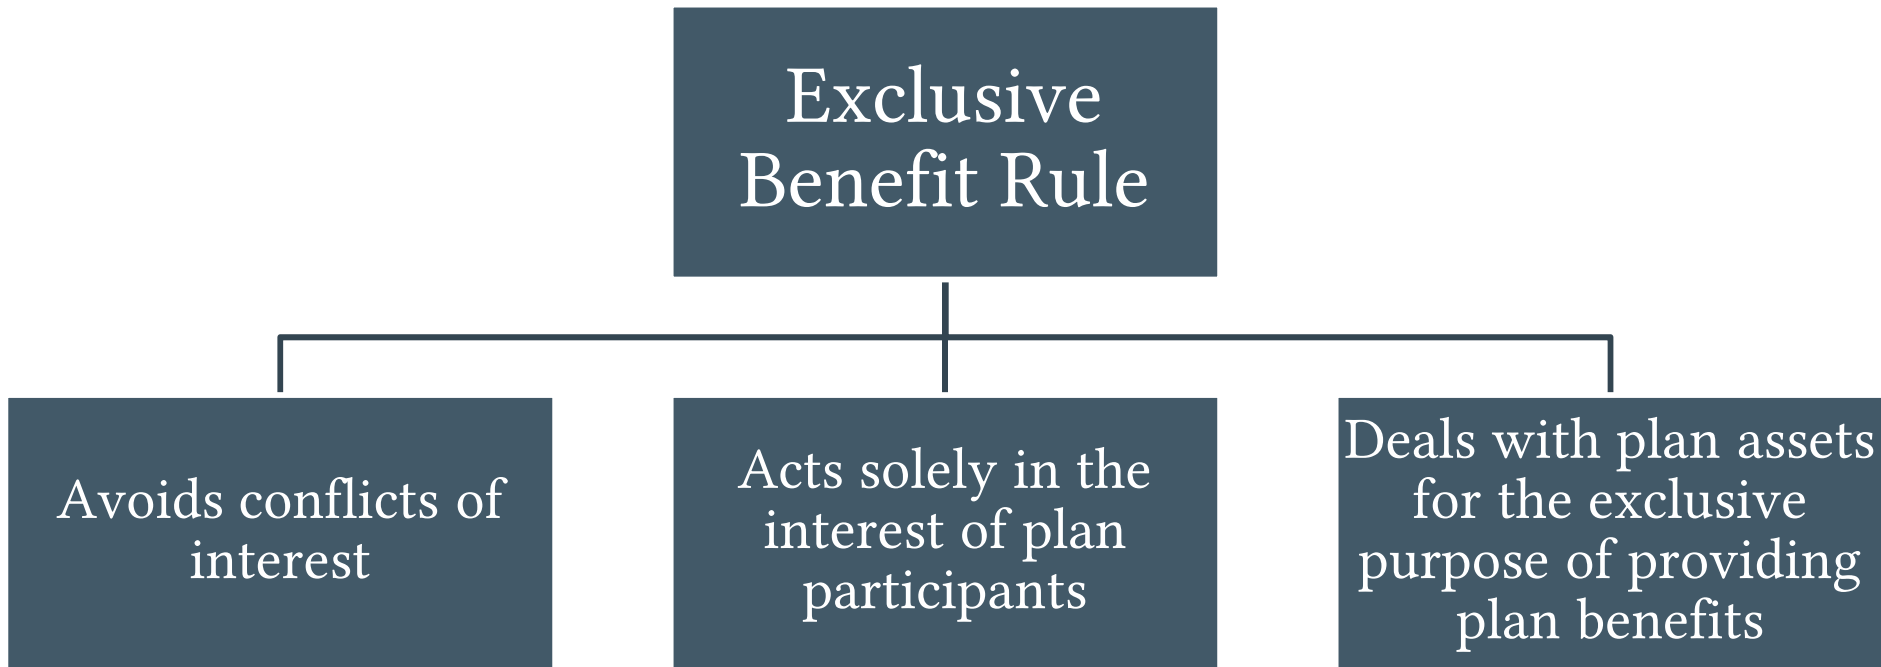 Exclusive
Benefit Rule
Avoids conflicts of
interest
Acts solely in the
interest of plan
participants
Deals with plan assets
for the exclusive
purpose of providing
plan benefits